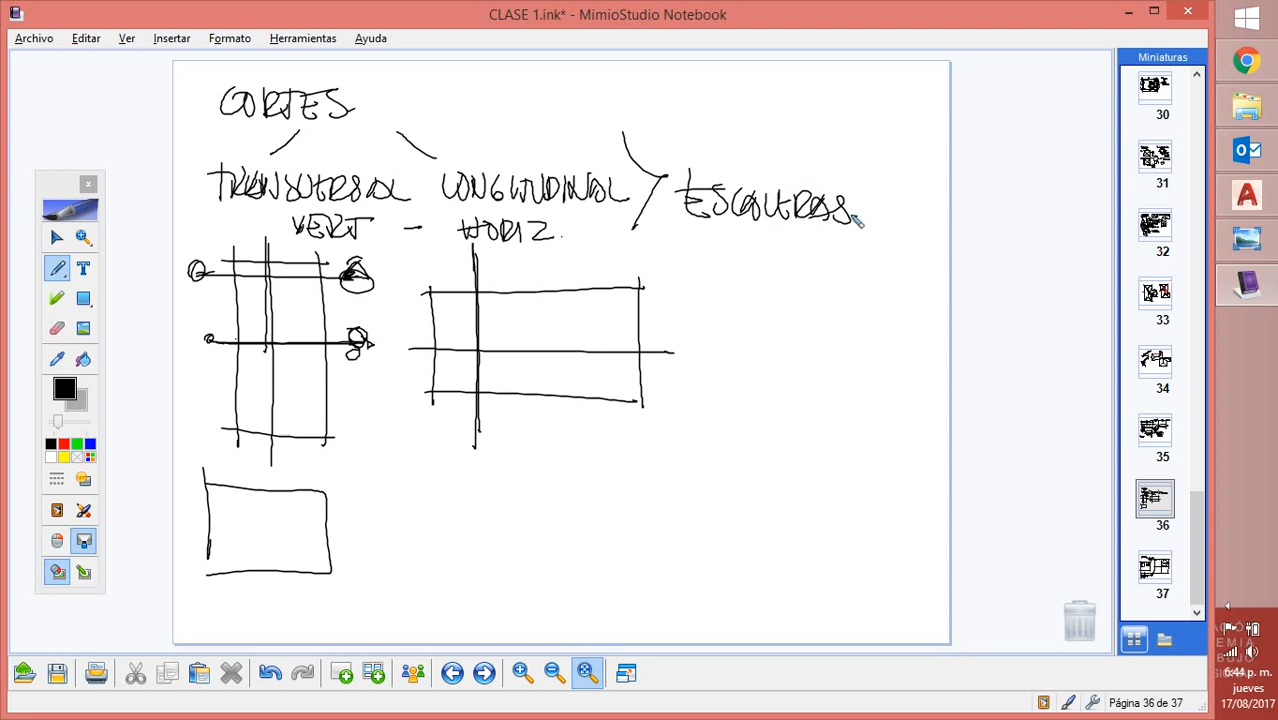 CLASE 1.ink* - MimioStudio Notebook
Archivo Editar Ver Insertar Formato Herramientas Ayuda
Miniaturas
CORTES
TRANSVERSAL LONGITUDINAL ESCALERAS
VERT - HORIZ.
30
31
32
33
34
35
36
37
Página 36 de 37
6:44 p. m.
jueves
17/08/2017